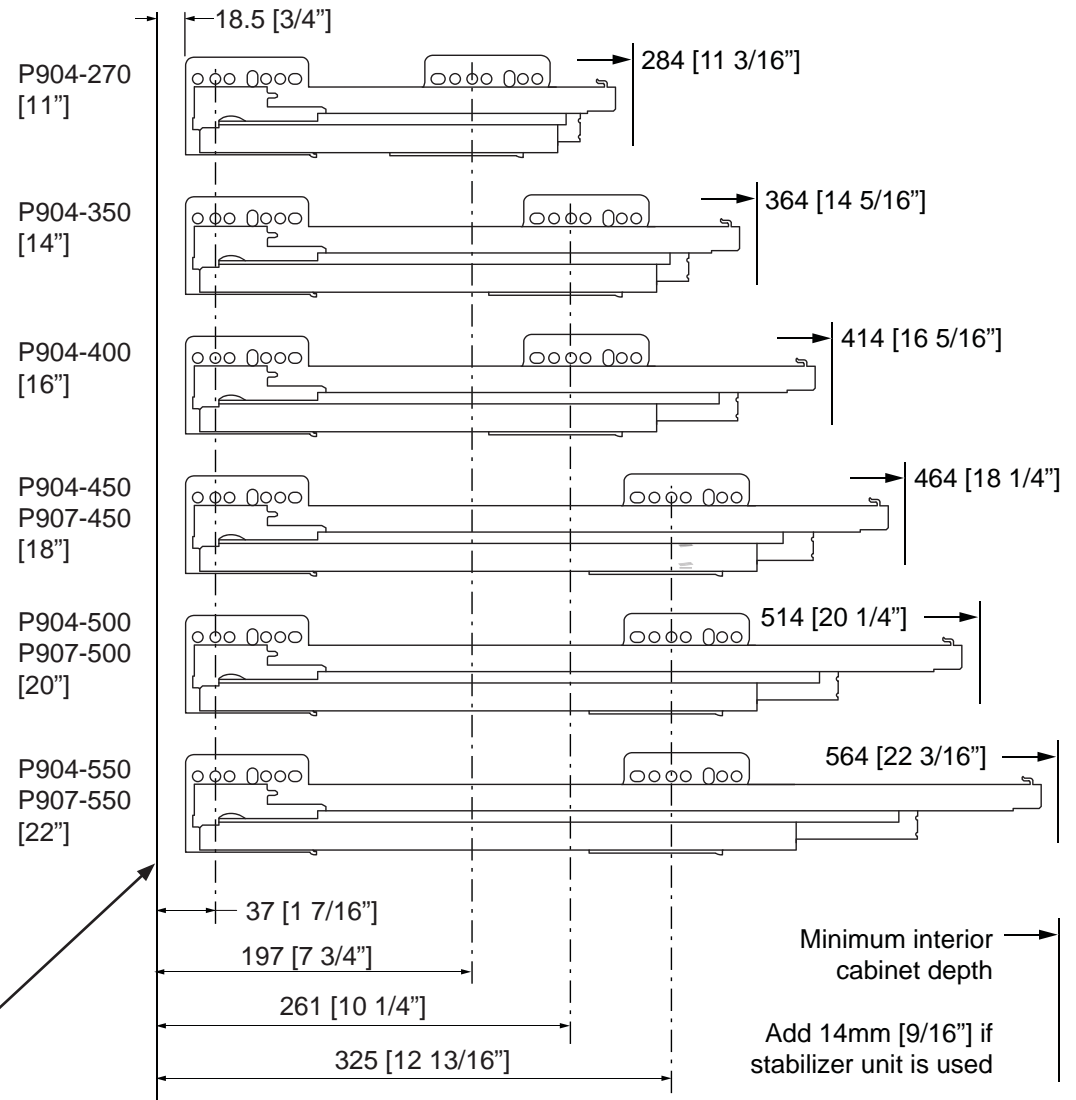 18.5 [3/4”]
P904-270
[11”]
284 [11 3/16”]
P904-350
[14”]
364 [14 5/16”]
P904-400
[16”]
414 [16 5/16”]
P904-450
P907-450
[18”]
464 [18 1/4”]
P904-500
P907-500
[20”]
514 [20 1/4”]
P904-550
P907-550
[22”]
564 [22 3/16”]
37 [1 7/16”]
197 [7 3/4”]
261 [10 1/4”]
325 [12 13/16”]
Minimum interior
cabinet depth
Add 14mm [9/16”] if
stabilizer unit is used